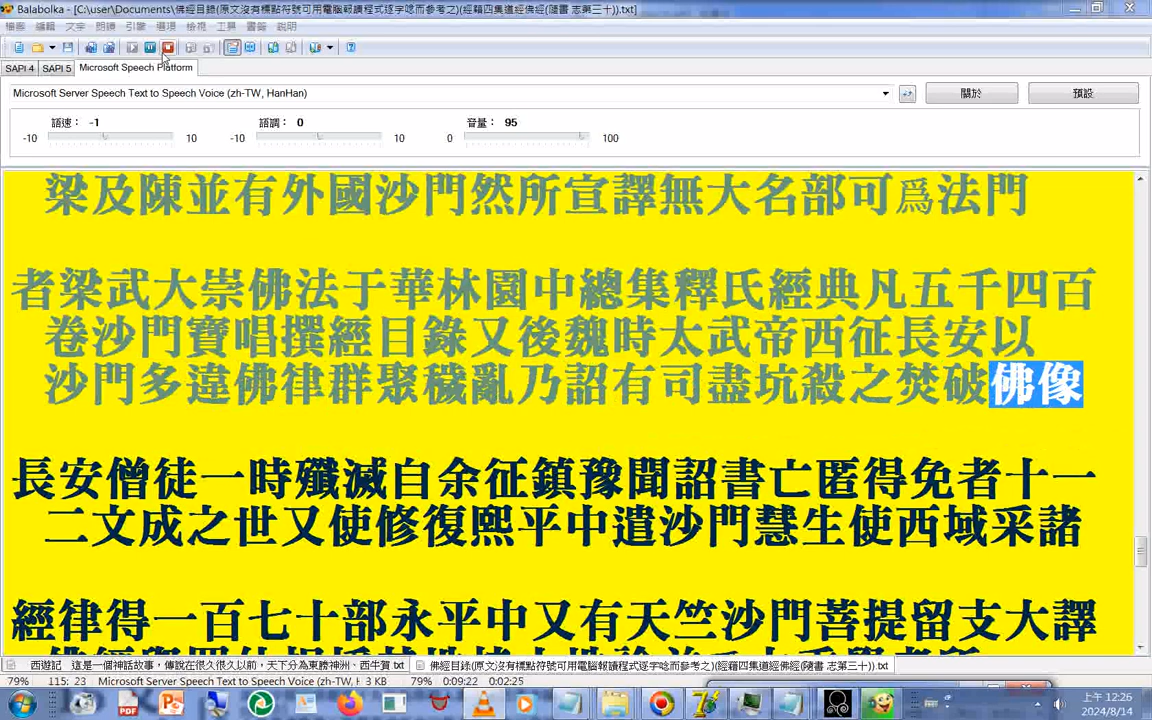 Balabolka - [C:\user\Documents\佛經目錄(原文沒有標點符號可用電腦報讀程式逐字唸而參考之)(經籍四集道經佛經(隨書 志第三十)).txt]
檔案 編輯 文字 朗讀 引擎 選項 檢視 工具 書籤 說明
SAPI 4 SAPI 5 Microsoft Speech Platform
Microsoft Server Speech Text to Speech Voice (zh-TW, HanHan) 關於 預設
語速： -1 語調： 0 音量： 95
-10 10 -10 10 0 100
梁及陳並有外國沙門然所宣譯無大名部可爲法門
者梁武大崇佛法于華林園中總集釋氏經典凡五千四百
卷沙門寶唱撰經目錄又後魏時太武帝西征長安以
沙門多違佛律群聚穢亂乃詔有司盡坑殺之焚破佛像
長安僧徒一時殲滅自余征鎮豫聞詔書亡匿得免者十一
二文成之世又使修復熙平中遣沙門慧生使西域采諸
經律得一百七十部永平中又有天竺沙門菩提留支大譯
西遊記 這是一個神話故事，傳說在很久很久以前，天下分為東勝神洲、西牛賀.txt 佛經目錄(原文沒有標點符號可用電腦報讀程式逐字唸而參考之)(經籍四集道經佛經(隨書 志第三十)).txt
79% 115: 23 Microsoft Server Speech Text to Speech Voice (zh-TW, H 3 KB 79% 0:09:22 0:02:25
上午 12:26
2024/8/14